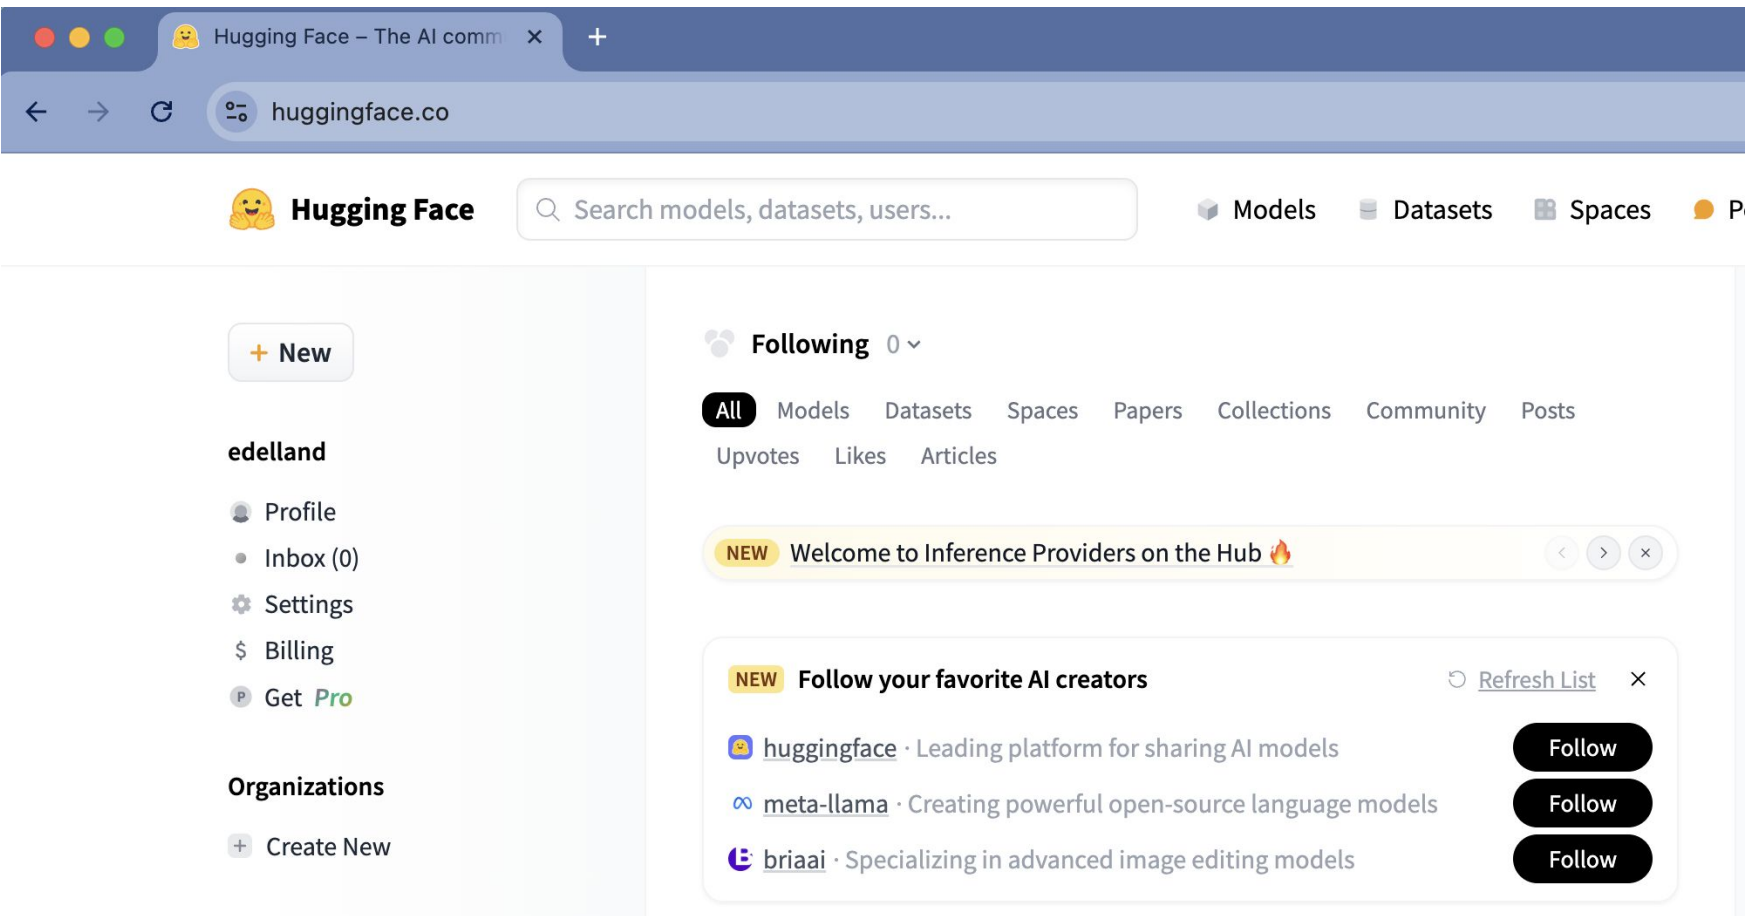 Hugging Face – The AI comm
huggingface.co
Hugging Face
Search models, datasets, users...
Models
Datasets
Spaces
+ New
edelland
Profile
Inbox (0)
Settings
$ Billing
P Get Pro
Organizations
+ Create New
Following 0
All Models Datasets Spaces Papers Collections Community Posts
Upvotes Likes Articles
NEW Welcome to Inference Providers on the Hub 🔥
NEW Follow your favorite AI creators Refresh List
huggingface · Leading platform for sharing AI models Follow
meta-llama · Creating powerful open-source language models Follow
briaai · Specializing in advanced image editing models Follow